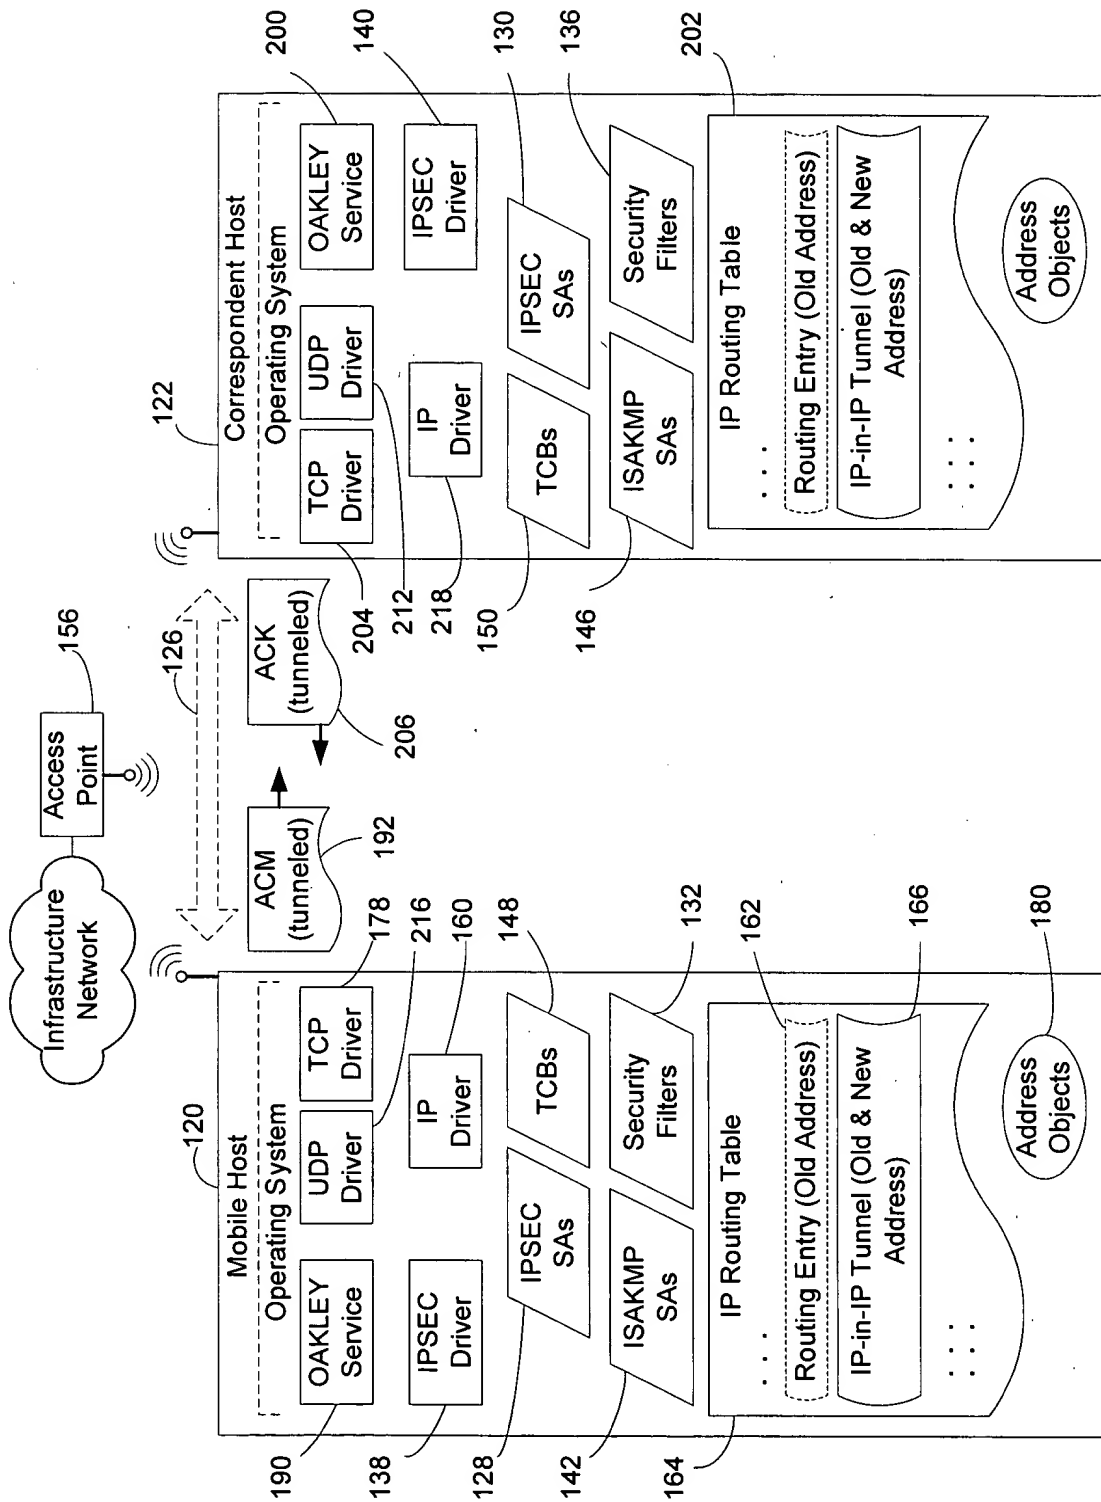 Infrastructure
Network
Access
Point
156
126
120
Mobile Host
Operating System
OAKLEY
Service
UDP
Driver
TCP
Driver
190
178
216
IPSEC
Driver
IP
Driver
138
160
IPSEC
SAs
TCBs
128
148
ISAKMP
SAs
Security
Filters
142
132
IP Routing Table
. . .
Routing Entry (Old Address)
IP-in-IP Tunnel (Old & New
Address)
. . .
. . .
164
162
166
Address
Objects
180
ACM
(tunneled)
192
ACK
(tunneled)
206
122
Correspondent Host
Operating System
TCP
Driver
UDP
Driver
OAKLEY
Service
204
212
200
IP
Driver
IPSEC
Driver
218
140
TCBs
IPSEC
SAs
150
130
ISAKMP
SAs
Security
Filters
146
136
IP Routing Table
. . .
Routing Entry (Old Address)
IP-in-IP Tunnel (Old & New
Address)
. . .
. . .
202
Address
Objects